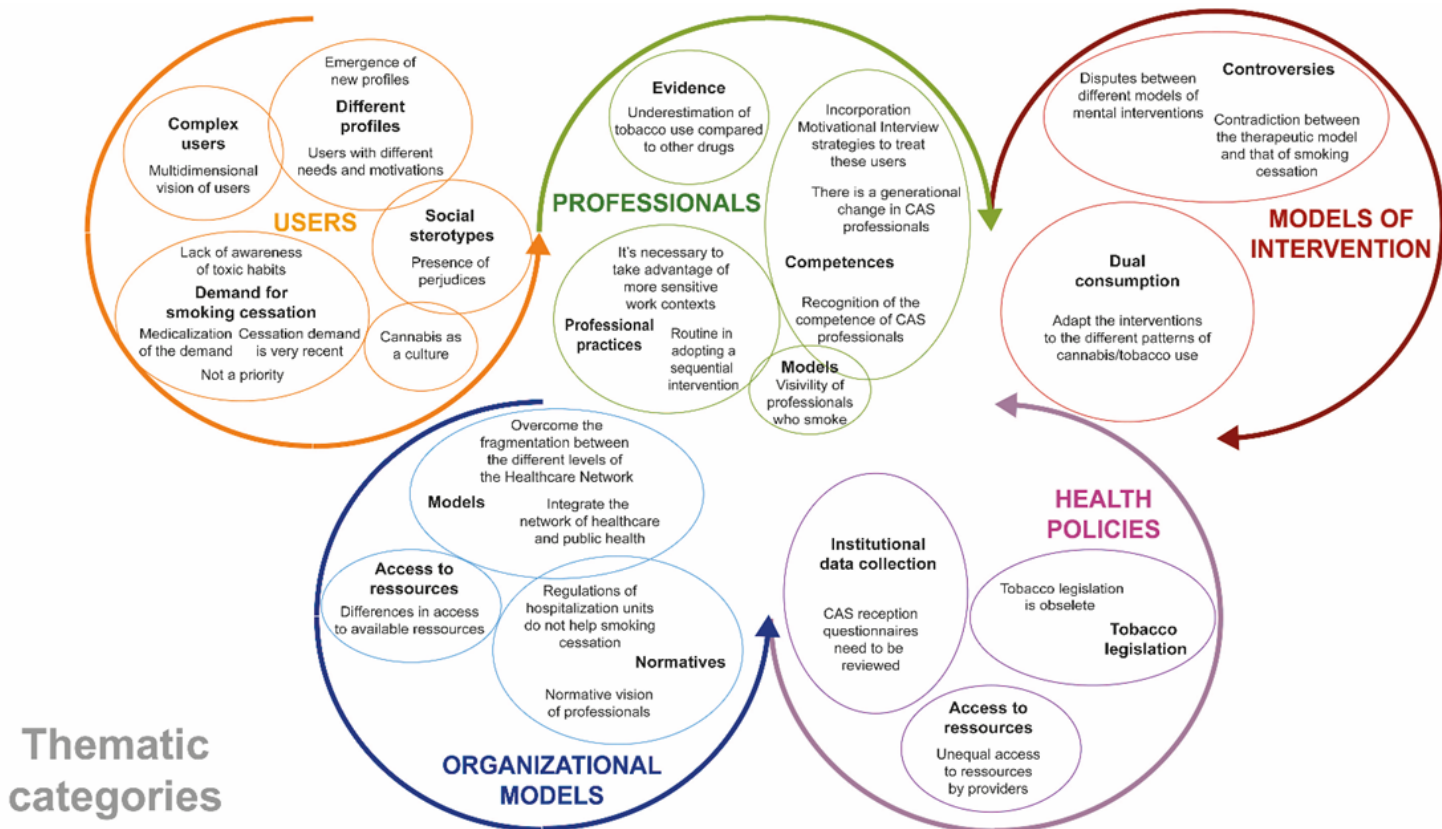 Emergence of
new profiles
Different
profiles
Users with different
needs and motivations
Complex
users
Multidimensional
vision of users
USERS
Social
sterotypes
Presence of
perjudices
Lack of awareness
of toxic habits
Demand for
smoking cessation
Medicalization
of the demand
Cessation demand
is very recent
Not a priority
Cannabis as
a culture
Evidence
Underestimation of
tobacco use compared
to other drugs
PROFESSIONALS
Incorporation
Motivational Interview
strategies to treat
these users
There is a generational
change in CAS
professionals
Competences
Recognition of the
competence of CAS
professionals
It's necessary to
take advantage of
more sensitive
work contexts
Professional
practices
Routine in
adopting a
sequential
intervention
Models
Visivility of
professionals
who smoke
Controversies
Disputes between
different models of
mental interventions
Contradiction between
the therapeutic model
and that of smoking
cessation
MODELS OF
INTERVENTION
Dual
consumption
Adapt the interventions
to the different patterns of
cannabis/tobacco use
Overcome the
fragmentation between
the different levels of
the Healthcare Network
Models
Integrate the
network of healthcare
and public health
Access to
ressources
Differences in access
to available ressources
Regulations of
hospitalization units
do not help smoking
cessation
Normatives
Normative vision
of professionals
ORGANIZATIONAL
MODELS
HEALTH
POLICIES
Institutional
data collection
CAS reception
questionnaires
need to be
reviewed
Tobacco legislation
is obselete
Tobacco
legislation
Access to
ressources
Unequal access
to ressources
by providers
Thematic
categories